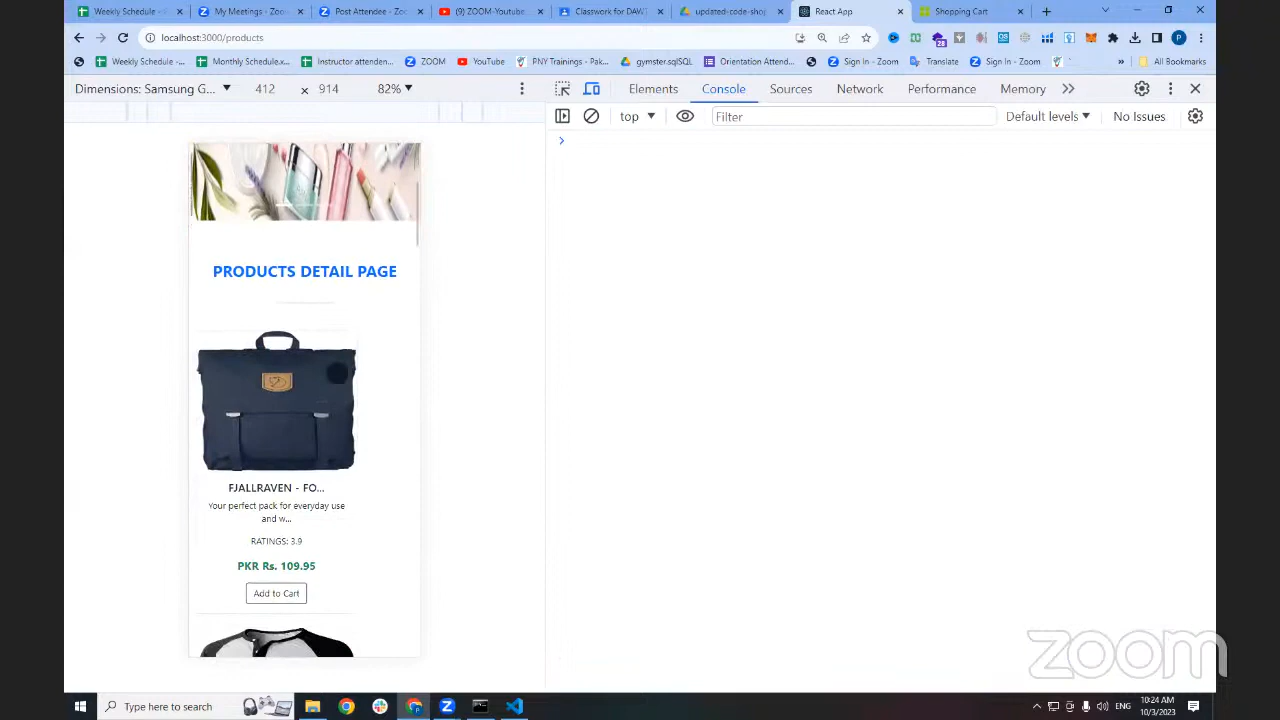 Weekly Schedule - G
My Meetings - Zoom
Post Attendee - Zoo
(9) ZOOM-Youtube
Classwork for DAWT
updated-code-shop
React App
Shopping Cart
localhost:3000/products
28
P
Weekly Schedule -...
Monthly Schedule.x...
Instructor attenden...
ZOOM
YouTube
PNY Trainings - Pak...
gymster.sqlSQL
Orientation Attend...
Sign In - Zoom
Translate
Sign In - Zoom
»
All Bookmarks
Dimensions: Samsung G... 412 × 914 82%
Elements
Console
Sources
Network
Performance
Memory
»
top
Filter
Default levels
No Issues
PRODUCTS DETAIL PAGE
FJALLRAVEN - FO...
Your perfect pack for everyday use
and w...
RATINGS: 3.9
PKR Rs. 109.95
Add to Cart
zoom
Type here to search
ENG
10:24 AM
10/3/2023